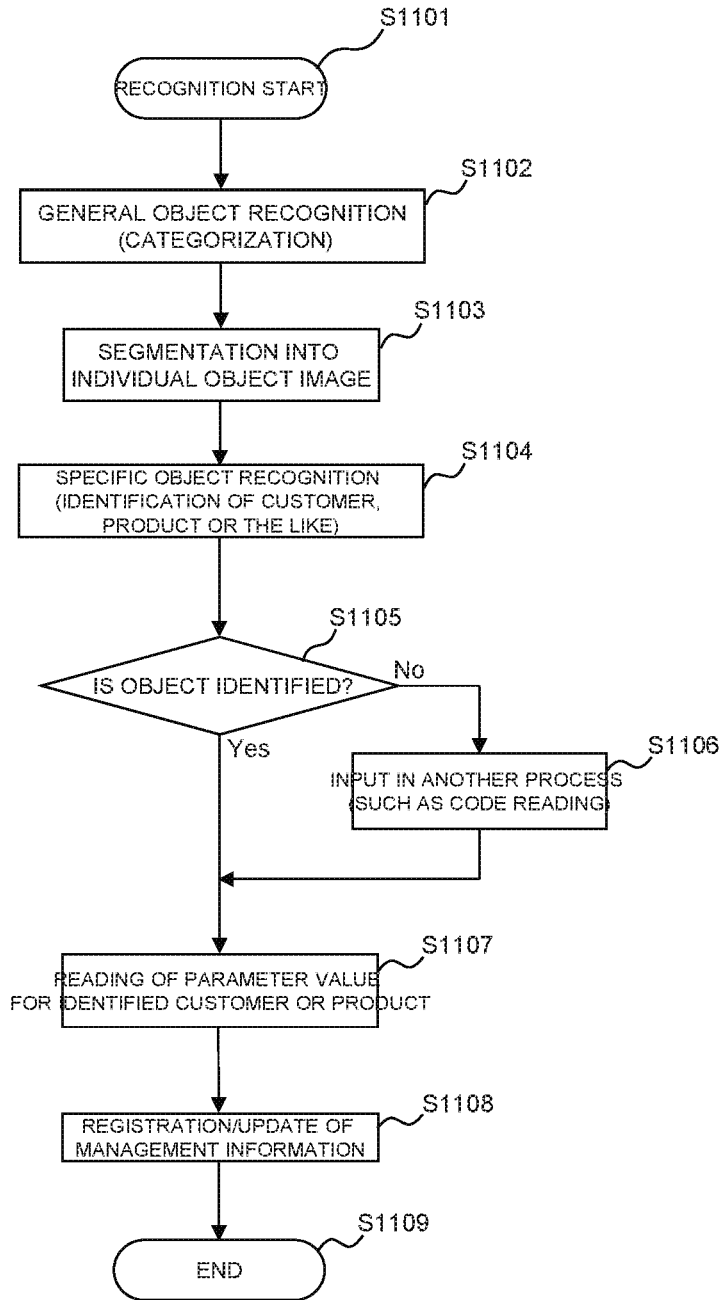 S1101
RECOGNITION START
S1102
GENERAL OBJECT RECOGNITION
(CATEGORIZATION)
S1103
SEGMENTATION INTO
INDIVIDUAL OBJECT IMAGE
S1104
SPECIFIC OBJECT RECOGNITION
(IDENTIFICATION OF CUSTOMER,
PRODUCT OR THE LIKE)
S1105
IS OBJECT IDENTIFIED?
No
Yes
S1106
INPUT IN ANOTHER PROCESS
(SUCH AS CODE READING)
S1107
READING OF PARAMETER VALUE
FOR IDENTIFIED CUSTOMER OR PRODUCT
S1108
REGISTRATION/UPDATE OF
MANAGEMENT INFORMATION
S1109
END